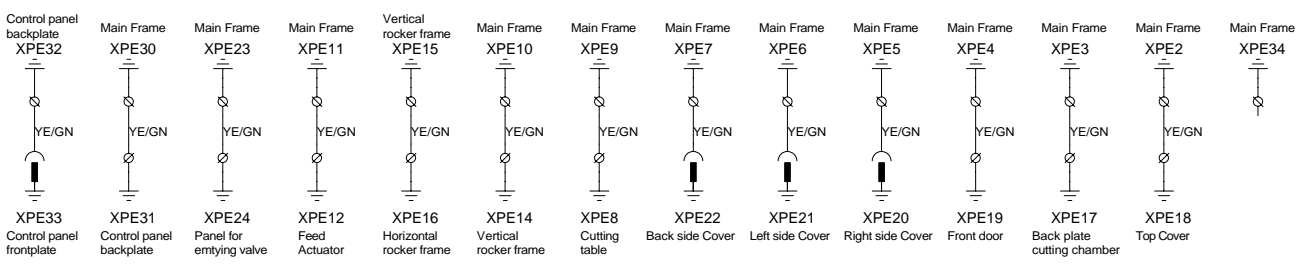 Control panel
backplate
Main Frame
Main Frame
Main Frame
Vertical
rocker frame
Main Frame
Main Frame
Main Frame
Main Frame
Main Frame
Main Frame
Main Frame
Main Frame
Main Frame
XPE32
XPE30
XPE23
XPE11
XPE15
XPE10
XPE9
XPE7
XPE6
XPE5
XPE4
XPE3
XPE2
XPE34
YE/GN
YE/GN
YE/GN
YE/GN
YE/GN
YE/GN
YE/GN
YE/GN
YE/GN
YE/GN
YE/GN
YE/GN
YE/GN
XPE33
XPE31
XPE24
XPE12
XPE16
XPE14
XPE8
XPE22
XPE21
XPE20
XPE19
XPE17
XPE18
Control panel
frontplate
Control panel
backplate
Panel for
emtying valve
Feed
Actuator
Horizontal
rocker frame
Vertical
rocker frame
Cutting
table
Back side Cover
Left side Cover
Right side Cover
Front door
Back plate
cutting chamber
Top Cover